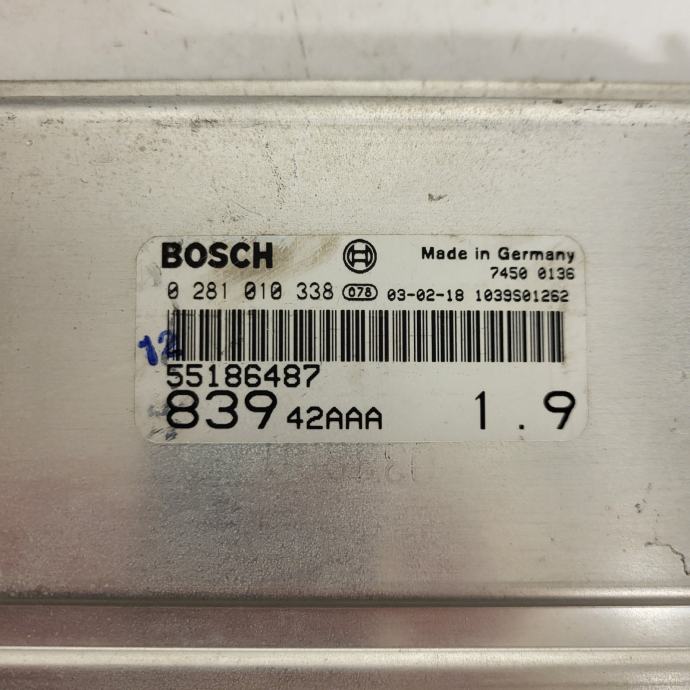 BOSCH Made in Germany
7450 0136
0 281 010 338 078 03-02-18 1039S01262
12
55186487
839 42AAA 1.9